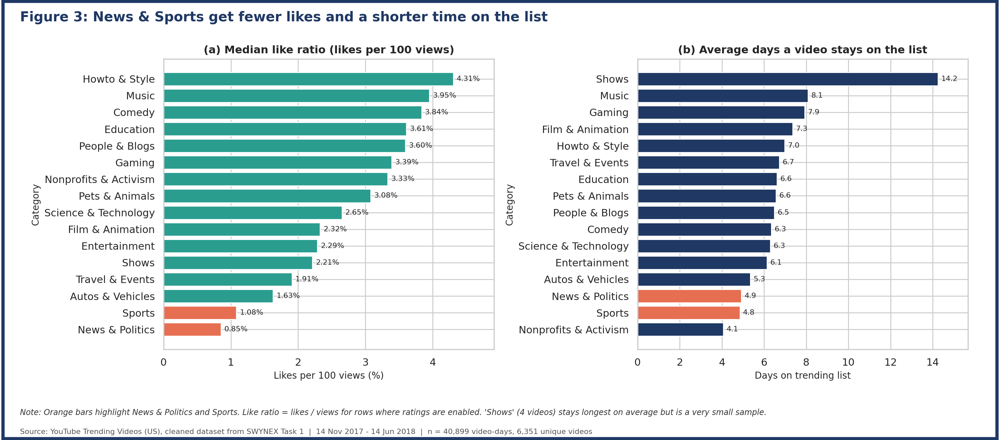 Figure 3: News & Sports get fewer likes and a shorter time on the list
(a) Median like ratio (likes per 100 views)
Category
Howto & Style 4.31%
Music 3.95%
Comedy 3.84%
Education 3.61%
People & Blogs 3.60%
Gaming 3.39%
Nonprofits & Activism 3.33%
Pets & Animals 3.08%
Science & Technology 2.65%
Film & Animation 2.32%
Entertainment 2.29%
Shows 2.21%
Travel & Events 1.91%
Autos & Vehicles 1.63%
Sports 1.08%
News & Politics 0.85%
0 1 2 3 4
Likes per 100 views (%)
(b) Average days a video stays on the list
Category
Shows 14.2
Music 8.1
Gaming 7.9
Film & Animation 7.3
Howto & Style 7.0
Travel & Events 6.7
Education 6.6
Pets & Animals 6.6
People & Blogs 6.5
Comedy 6.3
Science & Technology 6.3
Entertainment 6.1
Autos & Vehicles 5.3
News & Politics 4.9
Sports 4.8
Nonprofits & Activism 4.1
0 2 4 6 8 10 12 14
Days on trending list
Note: Orange bars highlight News & Politics and Sports. Like ratio = likes / views for rows where ratings are enabled. 'Shows' (4 videos) stays longest on average but is a very small sample.
Source: YouTube Trending Videos (US), cleaned dataset from SWYNEX Task 1 | 14 Nov 2017 - 14 Jun 2018 | n = 40,899 video-days, 6,351 unique videos